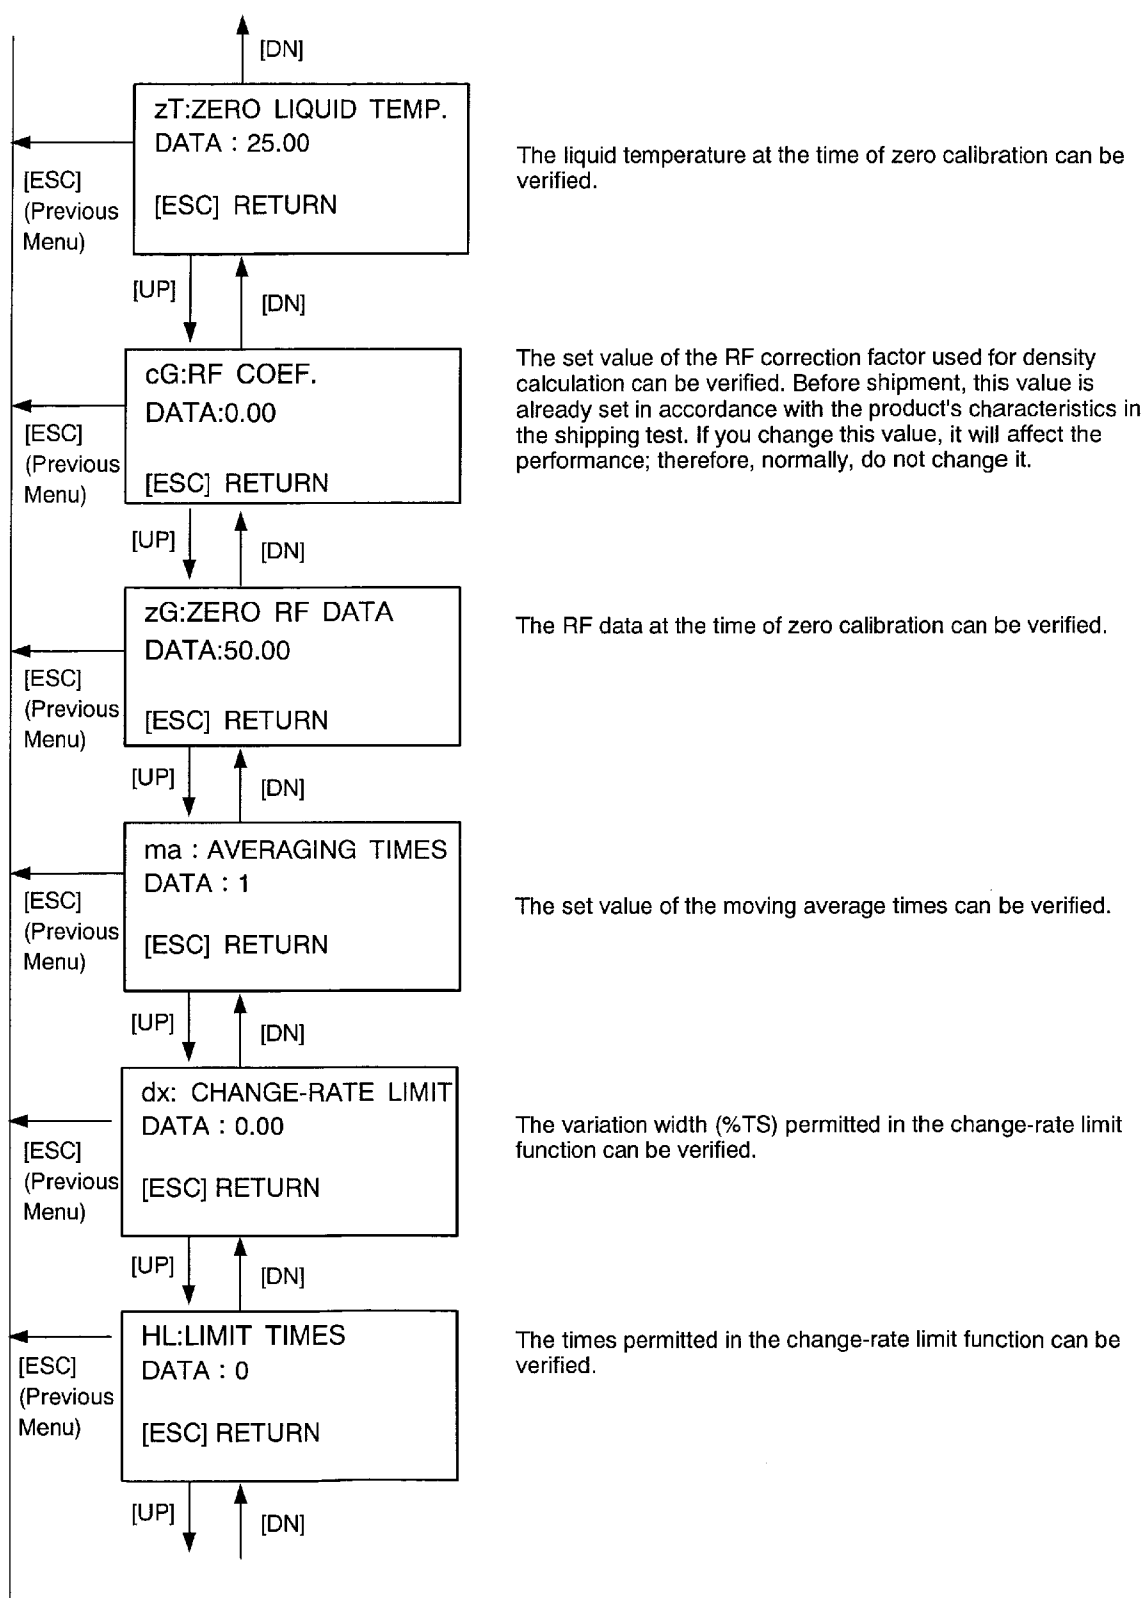 [DN]
zT:ZERO LIQUID TEMP.
DATA : 25.00
[ESC] RETURN
[ESC]
(Previous
Menu)
The liquid temperature at the time of zero calibration can be
verified.
[UP]
[DN]
cG:RF COEF.
DATA:0.00
[ESC] RETURN
[ESC]
(Previous
Menu)
The set value of the RF correction factor used for density
calculation can be verified. Before shipment, this value is
already set in accordance with the product's characteristics in
the shipping test. If you change this value, it will affect the
performance; therefore, normally, do not change it.
[UP]
[DN]
zG:ZERO RF DATA
DATA:50.00
[ESC] RETURN
[ESC]
(Previous
Menu)
The RF data at the time of zero calibration can be verified.
[UP]
[DN]
ma : AVERAGING TIMES
DATA : 1
[ESC] RETURN
[ESC]
(Previous
Menu)
The set value of the moving average times can be verified.
[UP]
[DN]
dx: CHANGE-RATE LIMIT
DATA : 0.00
[ESC] RETURN
[ESC]
(Previous
Menu)
The variation width (%TS) permitted in the change-rate limit
function can be verified.
[UP]
[DN]
HL:LIMIT TIMES
DATA : 0
[ESC] RETURN
[ESC]
(Previous
Menu)
The times permitted in the change-rate limit function can be
verified.
[UP]
[DN]